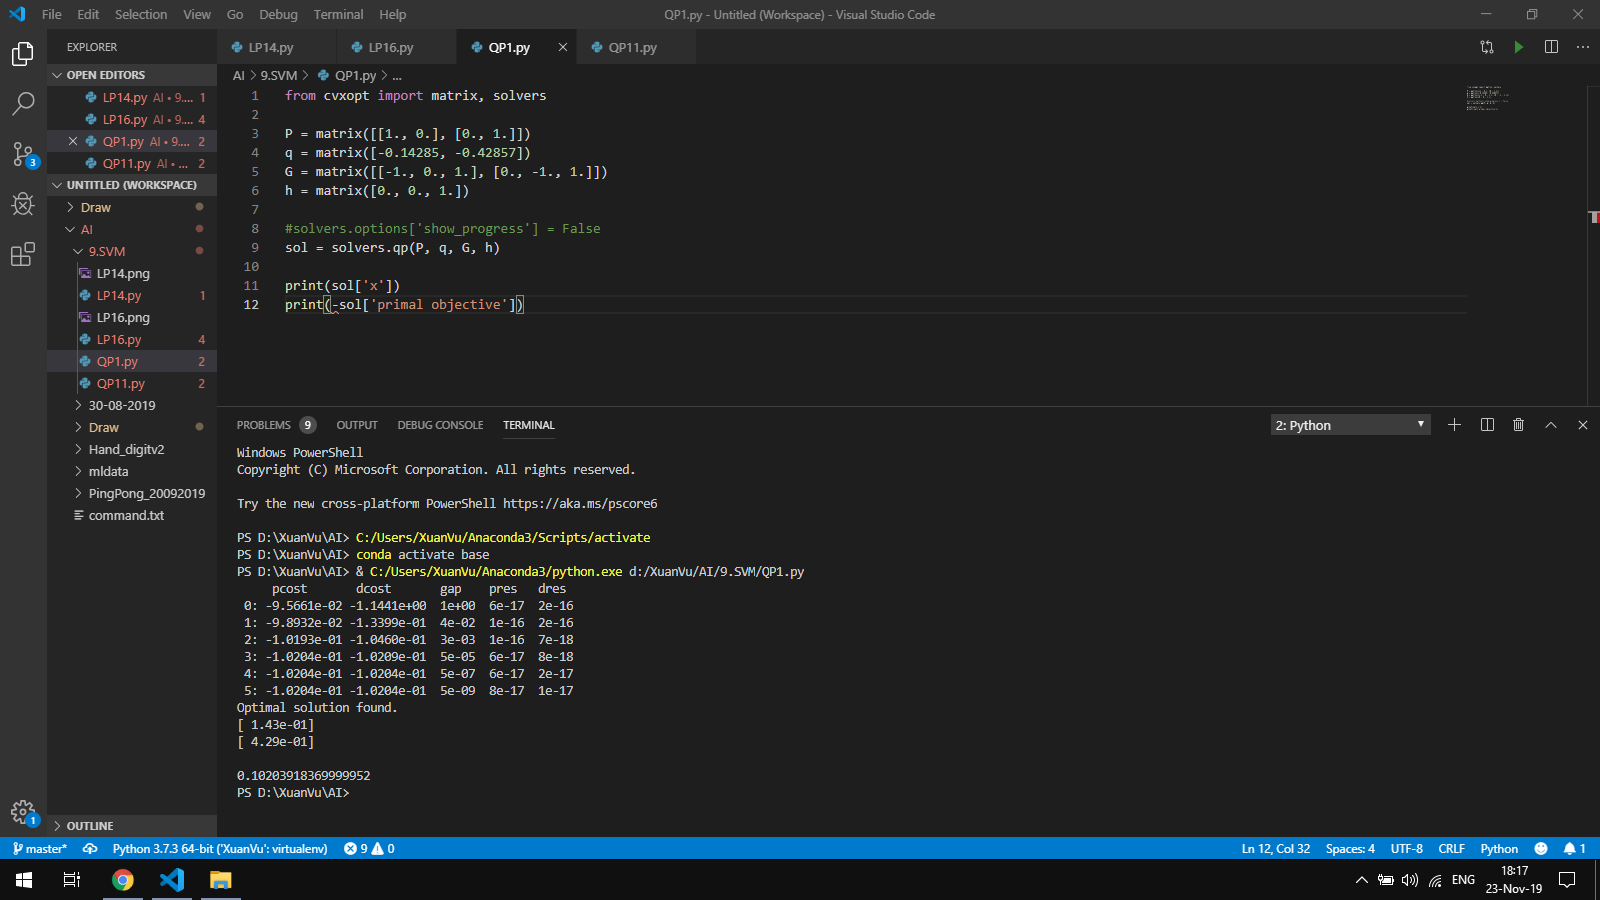 File Edit Selection View Go Debug Terminal Help
QP1.py - Untitled (Workspace) - Visual Studio Code
EXPLORER
OPEN EDITORS
LP14.py AI • 9.... 1
LP16.py AI • 9.... 4
QP1.py AI • 9.... 2
QP11.py AI • ... 2
UNTITLED (WORKSPACE)
Draw
AI
9.SVM
LP14.png
LP14.py 1
LP16.png
LP16.py 4
QP1.py 2
QP11.py 2
30-08-2019
Draw
Hand_digitv2
mldata
PingPong_20092019
command.txt
OUTLINE
3
1
LP14.py LP16.py QP1.py QP11.py
AI > 9.SVM > QP1.py > ...
1 from cvxopt import matrix, solvers
2
3 P = matrix([[1., 0.], [0., 1.]])
4 q = matrix([-0.14285, -0.42857])
5 G = matrix([[-1., 0., 1.], [0., -1., 1.]])
6 h = matrix([0., 0., 1.])
7
8 #solvers.options['show_progress'] = False
9 sol = solvers.qp(P, q, G, h)
10
11 print(sol['x'])
12 print(-sol['primal objective'])
PROBLEMS 9 OUTPUT DEBUG CONSOLE TERMINAL
2: Python
Windows PowerShell
Copyright (C) Microsoft Corporation. All rights reserved.
Try the new cross-platform PowerShell https://aka.ms/pscore6
PS D:\XuanVu\AI> C:/Users/XuanVu/Anaconda3/Scripts/activate
PS D:\XuanVu\AI> conda activate base
PS D:\XuanVu\AI> & C:/Users/XuanVu/Anaconda3/python.exe d:/XuanVu/AI/9.SVM/QP1.py
pcost dcost gap pres dres
0: -9.5661e-02 -1.1441e+00 1e+00 6e-17 2e-16
1: -9.8932e-02 -1.3399e-01 4e-02 1e-16 2e-16
2: -1.0193e-01 -1.0460e-01 3e-03 1e-16 7e-18
3: -1.0204e-01 -1.0209e-01 5e-05 6e-17 8e-18
4: -1.0204e-01 -1.0204e-01 5e-07 6e-17 2e-17
5: -1.0204e-01 -1.0204e-01 5e-09 8e-17 1e-17
Optimal solution found.
[ 1.43e-01]
[ 4.29e-01]
0.10203918369999952
PS D:\XuanVu\AI>
master* Python 3.7.3 64-bit ('XuanVu': virtualenv) 9 0
Ln 12, Col 32 Spaces: 4 UTF-8 CRLF Python 1
ENG
18:17
23-Nov-19